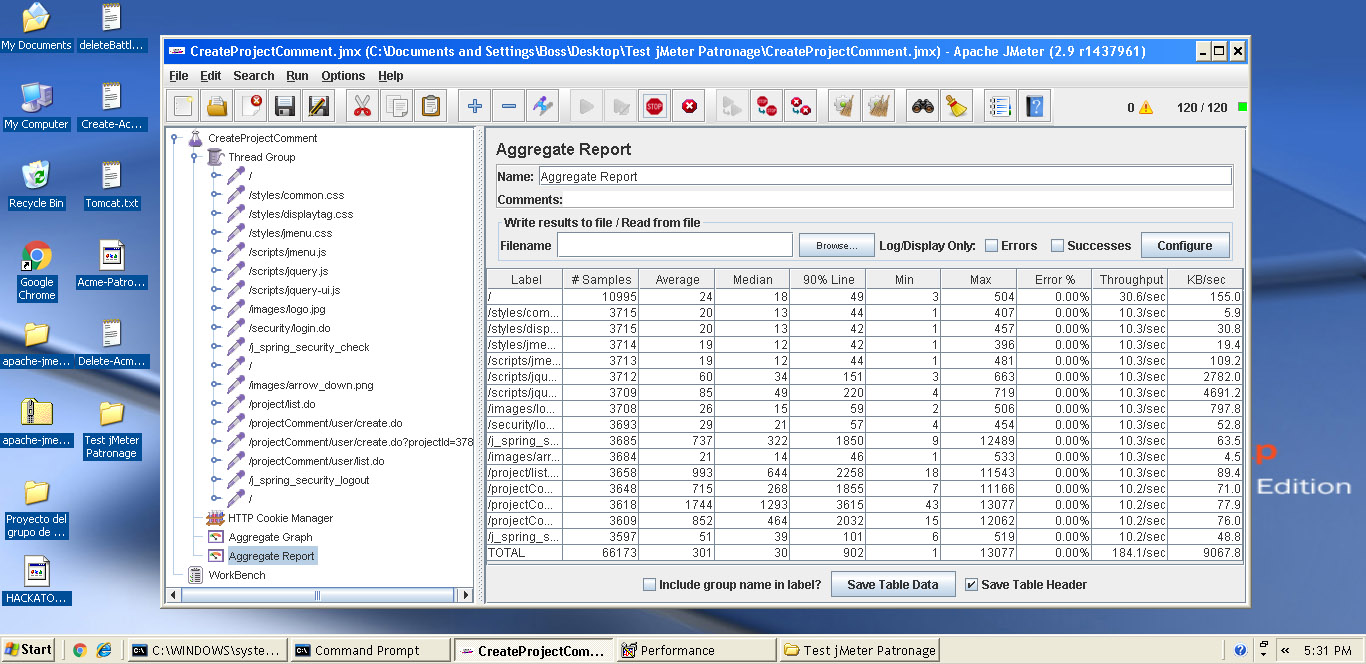 My Documents
deleteBattl...
My Computer
Create-Ac...
Recycle Bin
Tomcat.txt
Google
Chrome
Acme-Patro...
apache-jme...
Delete-Acm...
apache-jme...
Test jMeter
Patronage
Proyecto del
grupo de ...
HACKATO...
CreateProjectComment.jmx (C:\Documents and Settings\Boss\Desktop\Test jMeter Patronage\CreateProjectComment.jmx) - Apache JMeter (2.9 r1437961)
File Edit Search Run Options Help
STOP
0 120 / 120
CreateProjectComment
Thread Group
/
/styles/common.css
/styles/displaytag.css
/styles/jmenu.css
/scripts/jmenu.js
/scripts/jquery.js
/scripts/jquery-ui.js
/images/logo.jpg
/security/login.do
/j_spring_security_check
/
/images/arrow_down.png
/project/list.do
/projectComment/user/create.do
/projectComment/user/create.do?projectId=378
/projectComment/user/list.do
/j_spring_security_logout
/
HTTP Cookie Manager
Aggregate Graph
Aggregate Report
WorkBench
Aggregate Report
Name: Aggregate Report
Comments:
Write results to file / Read from file
Filename Browse... Log/Display Only: Errors Successes Configure
Label # Samples Average Median 90% Line Min Max Error % Throughput KB/sec
/ 10995 24 18 49 3 504 0.00% 30.6/sec 155.0
/styles/com... 3715 20 13 44 1 407 0.00% 10.3/sec 5.9
/styles/disp... 3715 20 13 42 1 457 0.00% 10.3/sec 30.8
/styles/jme... 3714 19 12 42 1 396 0.00% 10.3/sec 19.4
/scripts/jme... 3713 19 12 44 1 481 0.00% 10.3/sec 109.2
/scripts/jqu... 3712 60 34 151 3 663 0.00% 10.3/sec 2782.0
/scripts/jqu... 3709 85 49 220 4 719 0.00% 10.3/sec 4691.2
/images/lo... 3708 26 15 59 2 506 0.00% 10.3/sec 797.8
/security/lo... 3693 29 21 57 4 454 0.00% 10.3/sec 52.8
/j_spring_s... 3685 737 322 1850 9 12489 0.00% 10.3/sec 63.5
/images/arr... 3684 21 14 46 1 533 0.00% 10.3/sec 4.5
/project/list... 3658 993 644 2258 18 11543 0.00% 10.3/sec 89.4
/projectCo... 3648 715 268 1855 7 11166 0.00% 10.2/sec 71.0
/projectCo... 3618 1744 1293 3615 43 13077 0.00% 10.2/sec 77.9
/projectCo... 3609 852 464 2032 15 12062 0.00% 10.2/sec 76.0
/j_spring_s... 3597 51 39 101 6 519 0.00% 10.2/sec 48.8
TOTAL 66173 301 30 902 1 13077 0.00% 184.1/sec 9067.8
Include group name in label? Save Table Data Save Table Header
p
Edition
Start C:\WINDOWS\syste... Command Prompt CreateProjectCom... Performance Test jMeter Patronage 5:31 PM